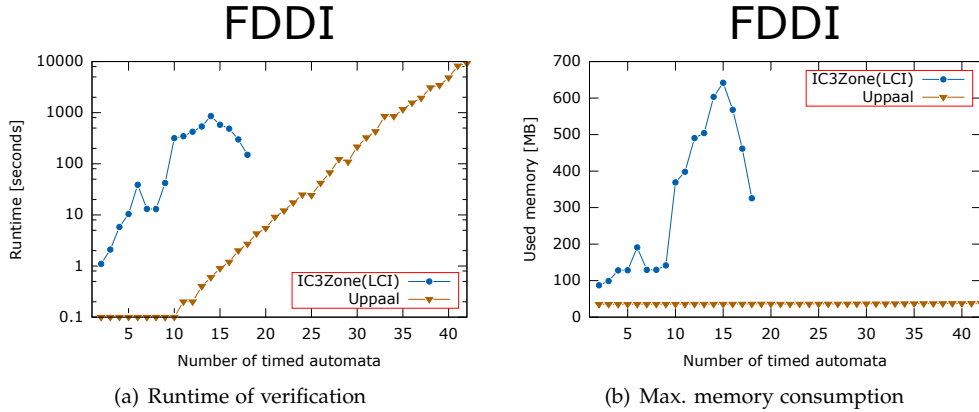 FDDI
10000
1000
100
10
1
0.1
Runtime [seconds]
IC3Zone(LCI)
Uppaal
5 10 15 20 25 30 35 40
Number of timed automata
(a) Runtime of verification
FDDI
700
600
500
400
300
200
100
0
Used memory [MB]
IC3Zone(LCI)
Uppaal
5 10 15 20 25 30 35 40
Number of timed automata
(b) Max. memory consumption